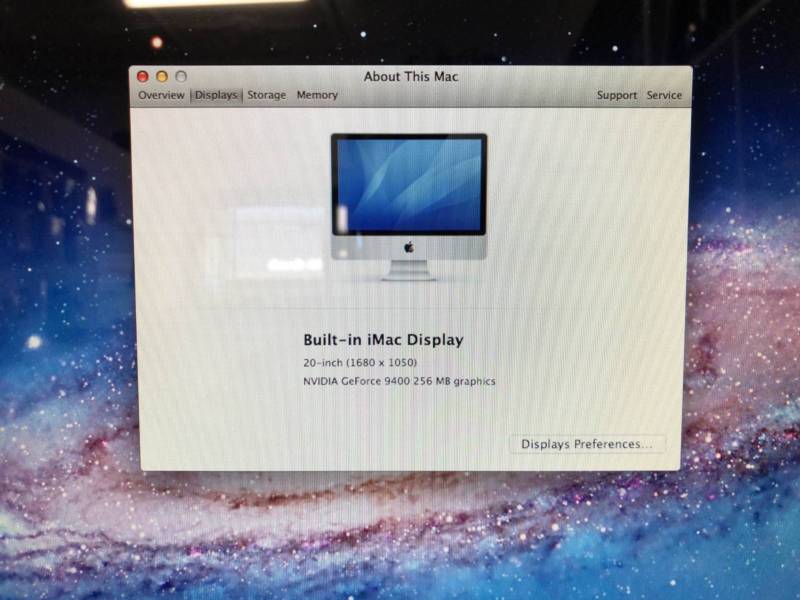 About This Mac
Overview Displays Storage Memory Support Service
Built-in iMac Display
20-inch (1680 x 1050)
NVIDIA GeForce 9400 256 MB graphics
Displays Preferences...